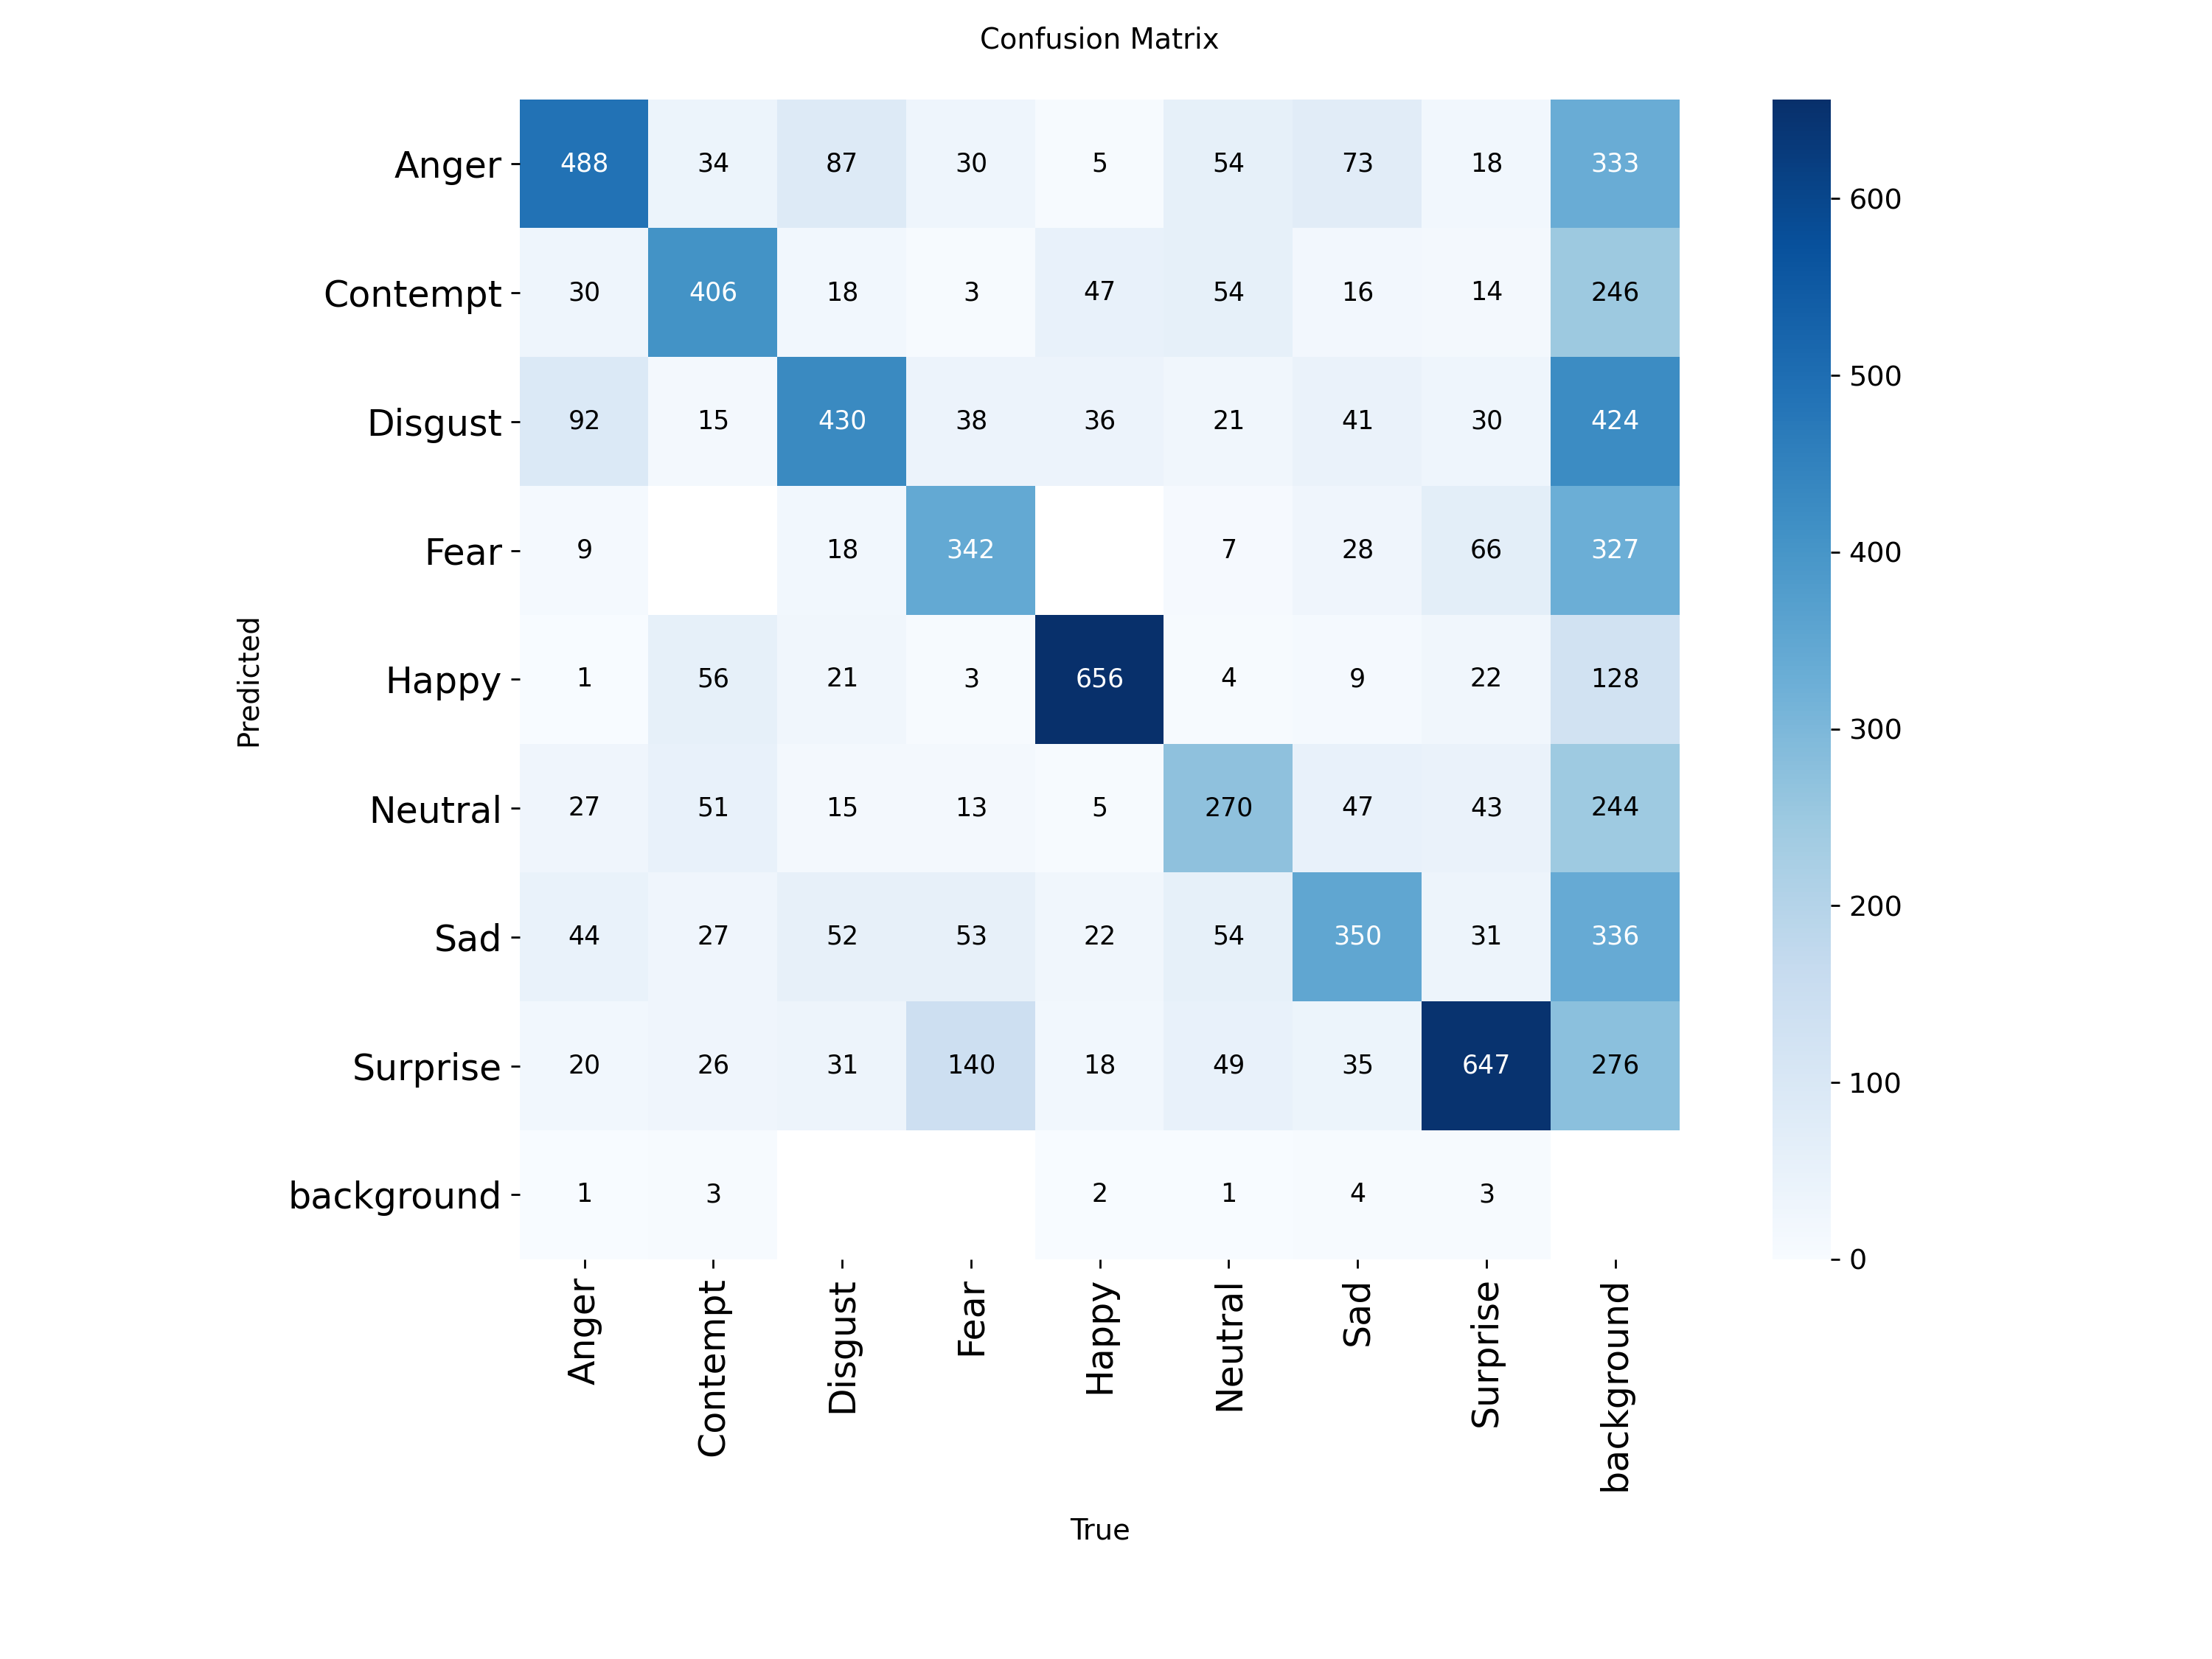 Confusion Matrix
Anger 488 34 87 30 5 54 73 18 333
Contempt 30 406 18 3 47 54 16 14 246
Disgust 92 15 430 38 36 21 41 30 424
Fear 9 18 342 7 28 66 327
Happy 1 56 21 3 656 4 9 22 128
Neutral 27 51 15 13 5 270 47 43 244
Sad 44 27 52 53 22 54 350 31 336
Surprise 20 26 31 140 18 49 35 647 276
background 1 3 2 1 4 3
Predicted
Anger Contempt Disgust Fear Happy Neutral Sad Surprise background
True
600
500
400
300
200
100
0